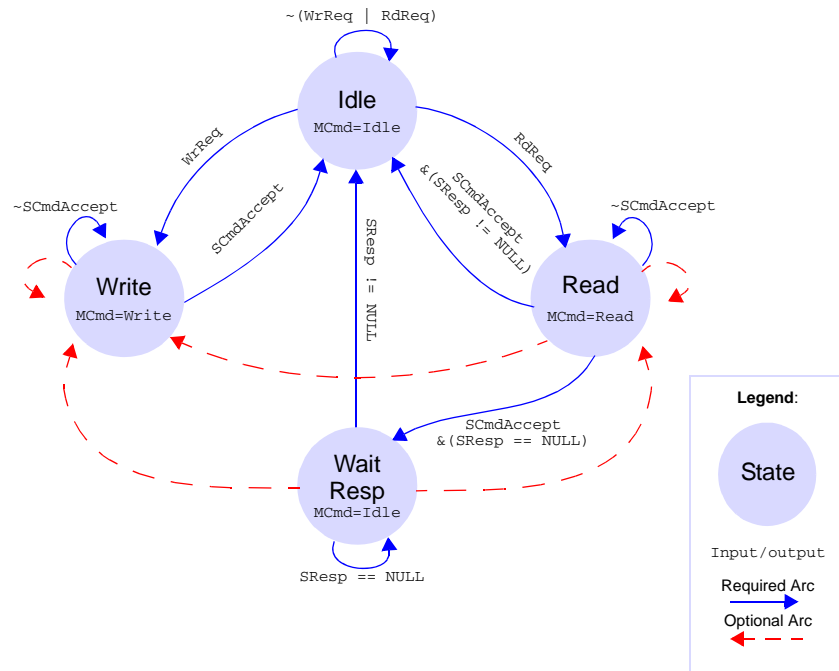 ~(WrReq | RdReq)
Idle
MCmd=Idle
WrReq
SCmdAccept
RdReq
SCmdAccept
&(SResp != NULL)
SResp != NULL
~SCmdAccept
Write
MCmd=Write
~SCmdAccept
Read
MCmd=Read
SCmdAccept
&(SResp == NULL)
Wait
Resp
MCmd=Idle
SResp == NULL
Legend:
State
Input/output
Required Arc
Optional Arc